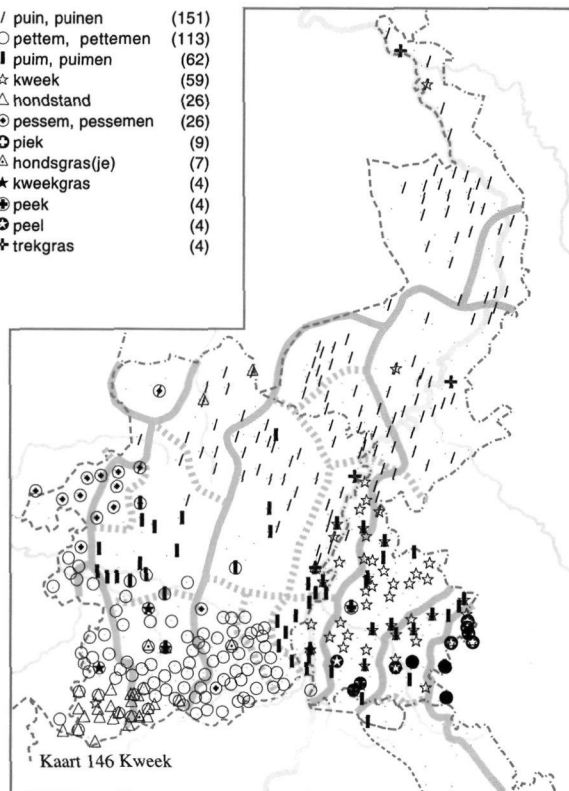 / puin, puinen (151)
pettem, pettemen (113)
puim, puimen (62)
kweek (59)
hondstand (26)
pessem, pessemen (26)
piek (9)
hondsgras(je) (7)
kweekgras (4)
peek (4)
peel (4)
trekgras (4)
Kaart 146 Kweek